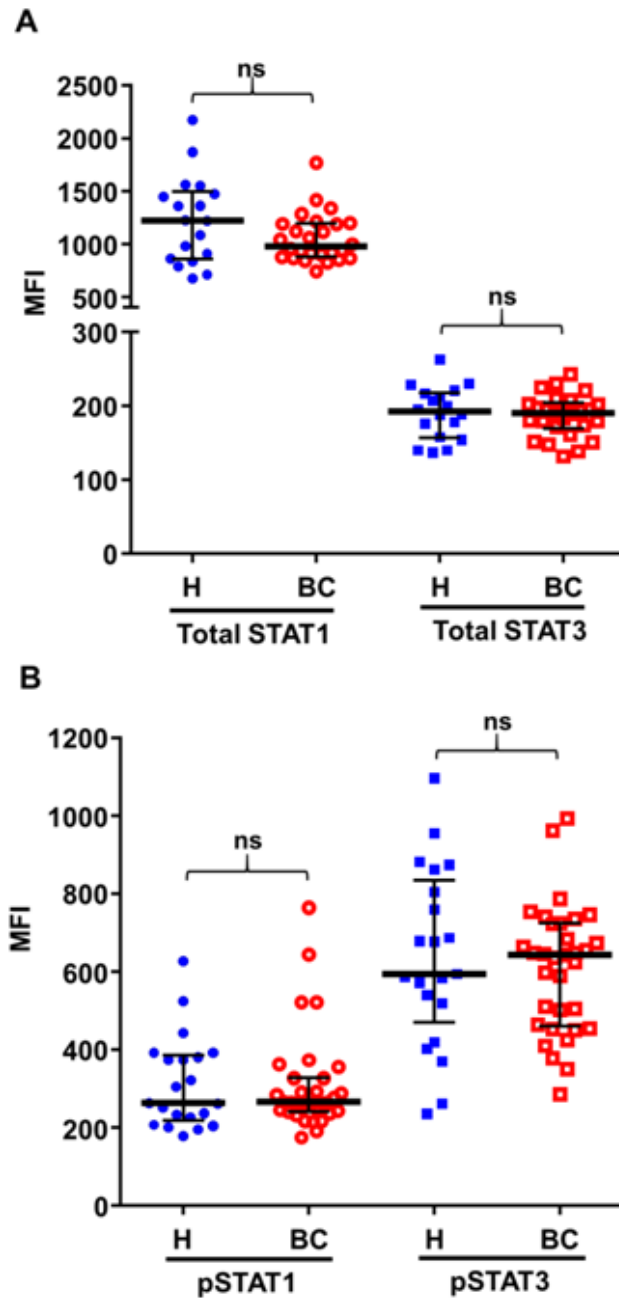 A
ns
2500
2000
1500
1000
500
300
200
100
0
MFI
ns
H BC H BC
Total STAT1 Total STAT3
B
1200
1000
800
600
400
200
0
MFI
ns
ns
H BC H BC
pSTAT1 pSTAT3